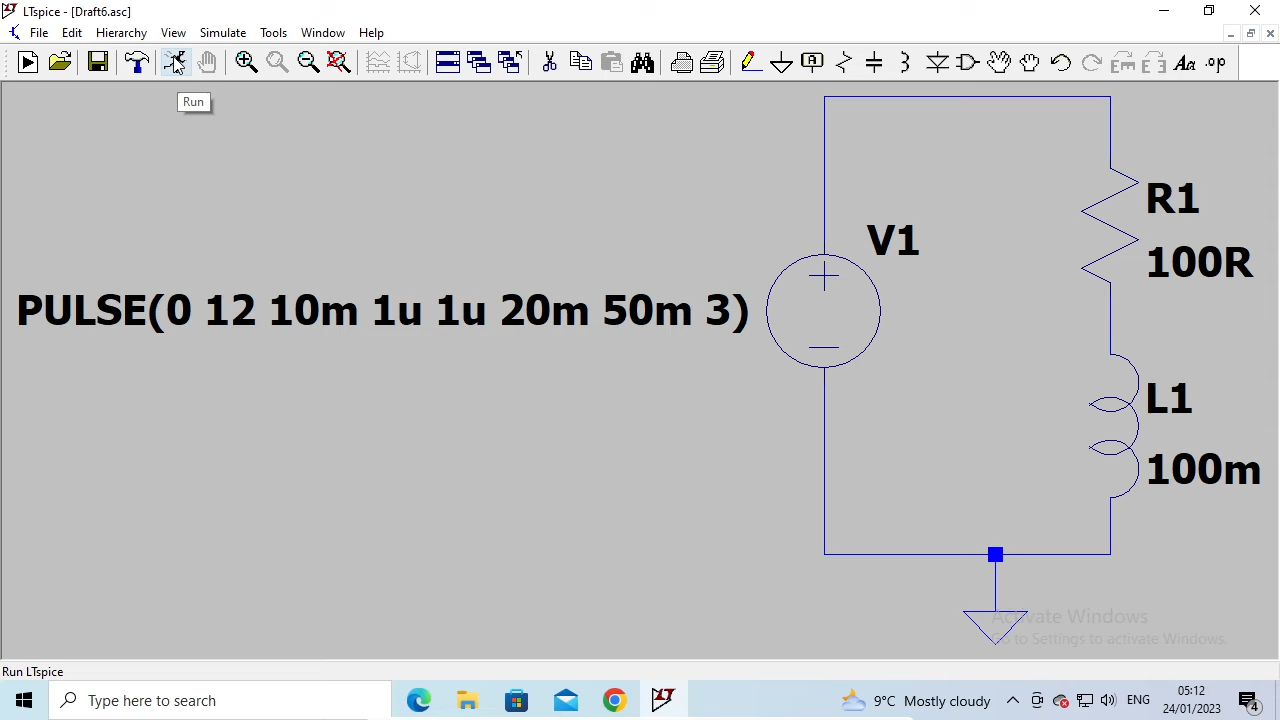 LTspice - [Draft6.asc]
File Edit Hierarchy View Simulate Tools Window Help
.op
Run
R1
V1
100R
PULSE(0 12 10m 1u 1u 20m 50m 3)
L1
100m
Activate Windows
Go to Settings to activate Windows.
Run LTspice
Type here to search
9°C Mostly cloudy
ENG
05:12
24/01/2023
4